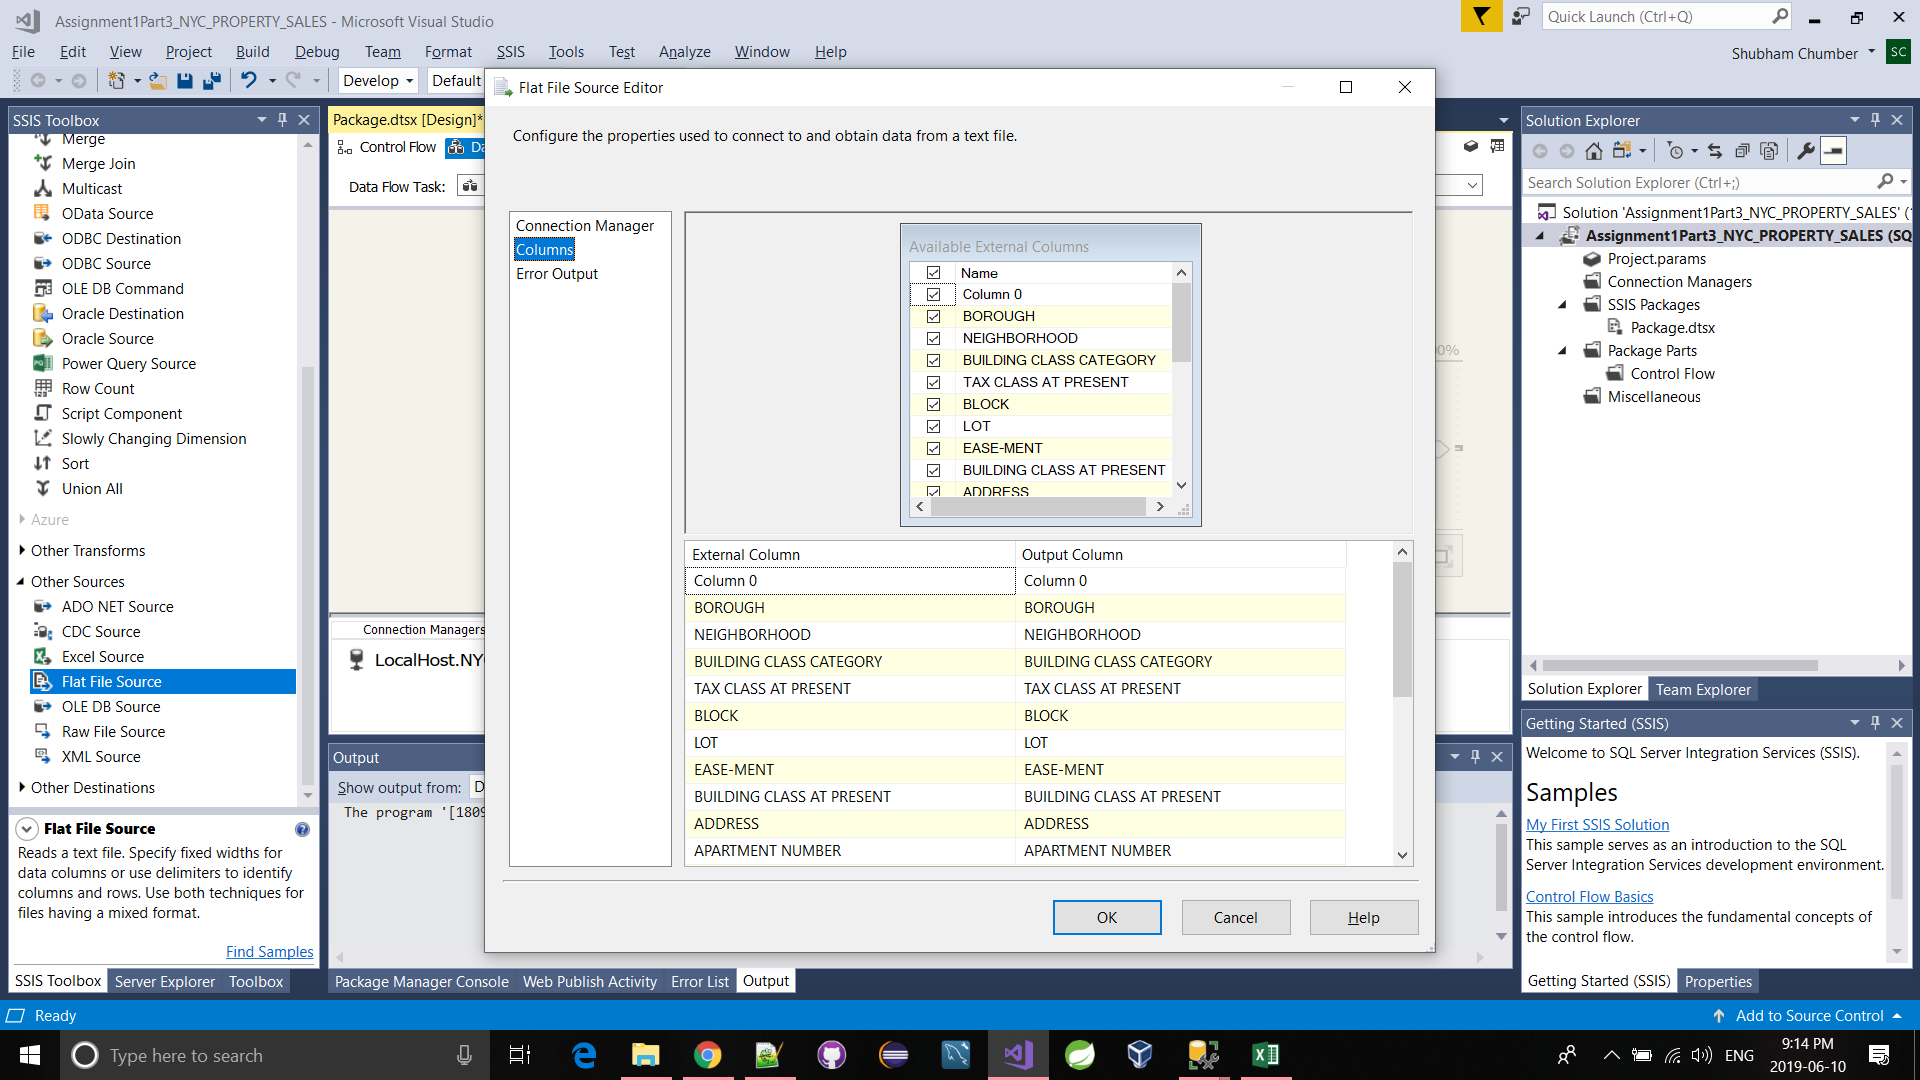 Assignment1Part3_NYC_PROPERTY_SALES - Microsoft Visual Studio
Quick Launch (Ctrl+Q)
File Edit View Project Build Debug Team Format SSIS Tools Test Analyze Window Help
Shubham Chumber SC
Develop Default
SSIS Toolbox
Merge
Merge Join
Multicast
OData Source
ODBC Destination
ODBC Source
OLE DB Command
Oracle Destination
Oracle Source
Power Query Source
Row Count
Script Component
Slowly Changing Dimension
Sort
Union All
Azure
Other Transforms
Other Sources
ADO NET Source
CDC Source
Excel Source
Flat File Source
OLE DB Source
Raw File Source
XML Source
Other Destinations
Flat File Source
Reads a text file. Specify fixed widths for
data columns or use delimiters to identify
columns and rows. Use both techniques for
files having a mixed format.
Find Samples
SSIS Toolbox Server Explorer Toolbox
Package.dtsx [Design]*
Control Flow Da
Data Flow Task:
Connection Managers
LocalHost.NY
Output
Show output from: D
The program '[1809
Package Manager Console Web Publish Activity Error List Output
Flat File Source Editor
Configure the properties used to connect to and obtain data from a text file.
Connection Manager
Columns
Error Output
Available External Columns
Name
Column 0
BOROUGH
NEIGHBORHOOD
BUILDING CLASS CATEGORY
TAX CLASS AT PRESENT
BLOCK
LOT
EASE-MENT
BUILDING CLASS AT PRESENT
ADDRESS
External Column Output Column
Column 0 Column 0
BOROUGH BOROUGH
NEIGHBORHOOD NEIGHBORHOOD
BUILDING CLASS CATEGORY BUILDING CLASS CATEGORY
TAX CLASS AT PRESENT TAX CLASS AT PRESENT
BLOCK BLOCK
LOT LOT
EASE-MENT EASE-MENT
BUILDING CLASS AT PRESENT BUILDING CLASS AT PRESENT
ADDRESS ADDRESS
APARTMENT NUMBER APARTMENT NUMBER
OK Cancel Help
0%
Solution Explorer
Search Solution Explorer (Ctrl+;)
Solution 'Assignment1Part3_NYC_PROPERTY_SALES' (
Assignment1Part3_NYC_PROPERTY_SALES (SQ
Project.params
Connection Managers
SSIS Packages
Package.dtsx
Package Parts
Control Flow
Miscellaneous
Solution Explorer Team Explorer
Getting Started (SSIS)
Welcome to SQL Server Integration Services (SSIS).
Samples
My First SSIS Solution
This sample serves as an introduction to the SQL
Server Integration Services development environment.
Control Flow Basics
This sample introduces the fundamental concepts of
the control flow.
Getting Started (SSIS) Properties
Ready
Add to Source Control
Type here to search
ENG
9:14 PM
2019-06-10